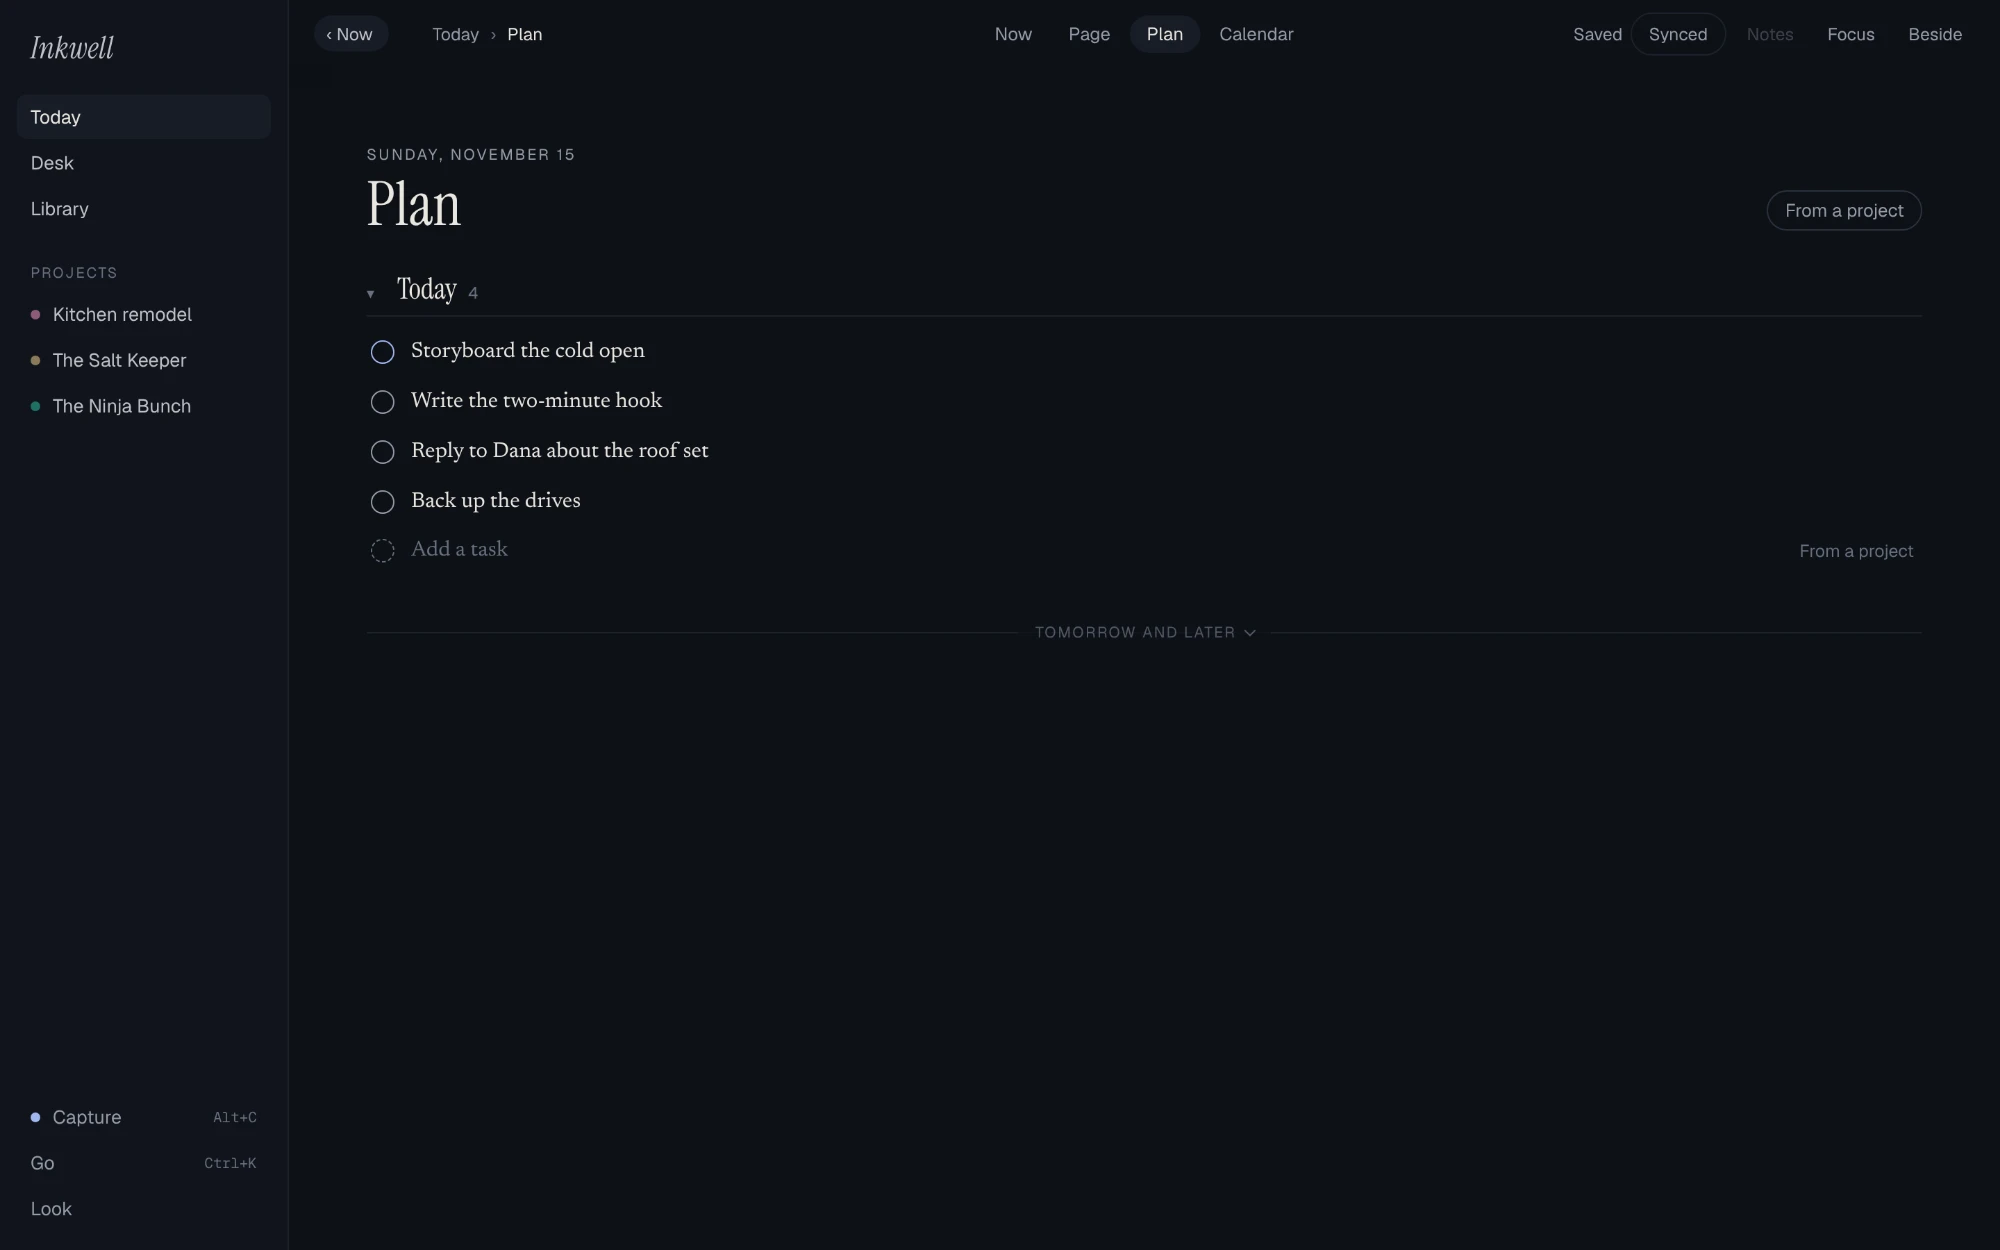 Inkwell
Today
Desk
Library
PROJECTS
Kitchen remodel
The Salt Keeper
The Ninja Bunch
Capture Alt+C
Go Ctrl+K
Look
‹ Now Today › Plan Now Page Plan Calendar Saved Synced Notes Focus Beside
SUNDAY, NOVEMBER 15
Plan
From a project
Today 4
Storyboard the cold open
Write the two-minute hook
Reply to Dana about the roof set
Back up the drives
Add a task From a project
TOMORROW AND LATER